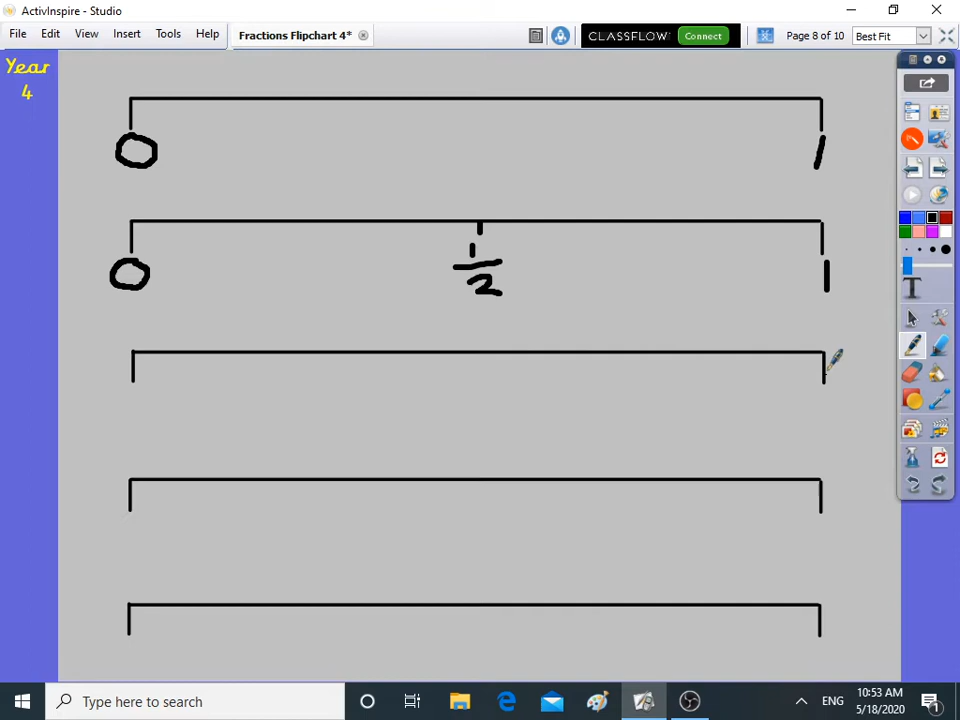 ActivInspire - Studio
File Edit View Insert Tools Help Fractions Flipchart 4* CLASSFLOW Connect Page 8 of 10 Best Fit
Year
4
0 1
0 1/2 1
T
Type here to search
ENG
10:53 AM
5/18/2020
1